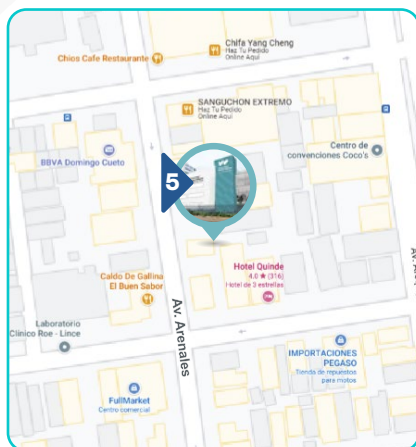 Chifa Yang Cheng
Haz Tu Pedido
Online Aquí
Chios Cafe Restaurante
SANGUCHON EXTREMO
Haz Tu Pedido
Online Aquí
BBVA Domingo Cueto
Centro de
convenciones Coco's
5
Hotel Quinde
4.0 ★ (316)
Hotel de 3 estrellas
Caldo De Gallina
El Buen Sabor
Av. Arenales
Laboratorio
Clínico Roe - Lince
IMPORTACIONES
PEGASO
Tienda de repuestos
para motos
FullMarket
Centro comercial